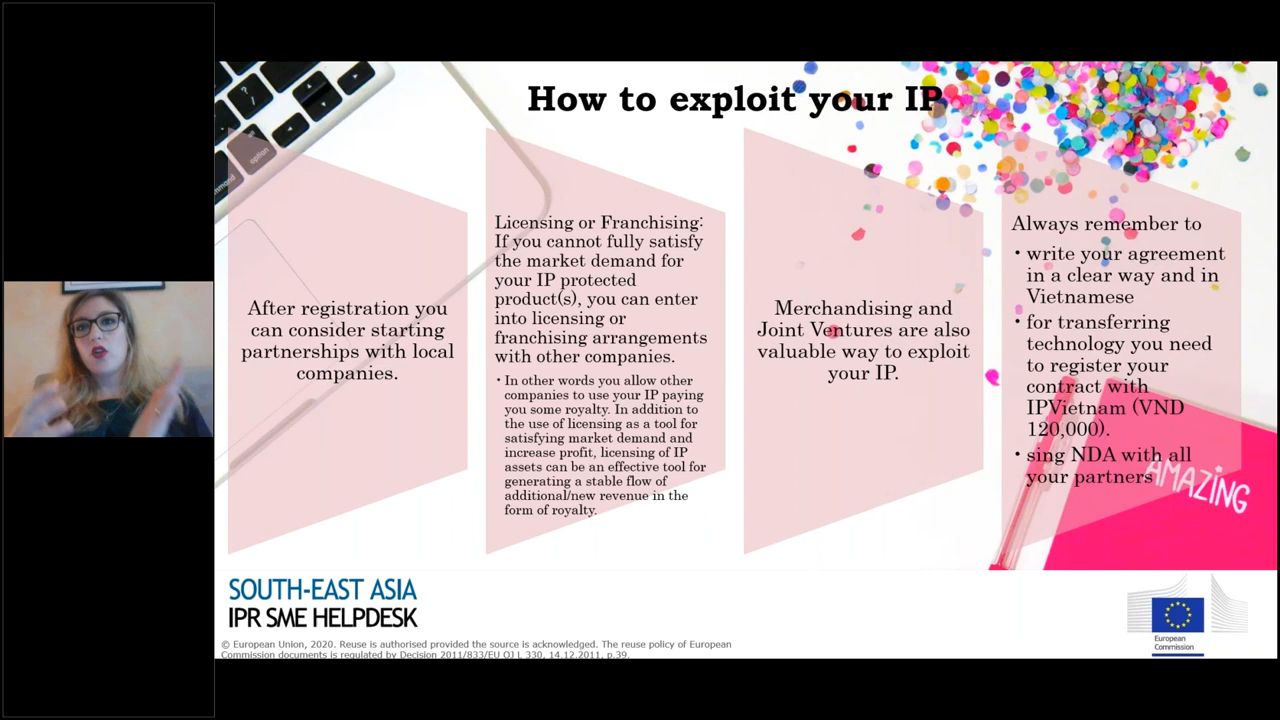 How to exploit your IP
?
/
option
command
After registration you
can consider starting
partnerships with local
companies.
Licensing or Franchising:
If you cannot fully satisfy
the market demand for
your IP protected
product(s), you can enter
into licensing or
franchising arrangements
with other companies.
• In other words you allow other
companies to use your IP paying
you some royalty. In addition to
the use of licensing as a tool for
satisfying market demand and
increase profit, licensing of IP
assets can be an effective tool for
generating a stable flow of
additional/new revenue in the
form of royalty.
Merchandising and
Joint Ventures are also
valuable way to exploit
your IP.
Always remember to
• write your agreement
in a clear way and in
Vietnamese
• for transferring
technology you need
to register your
contract with
IPVietnam (VND
120,000).
• sing NDA with all
your partners
AMAZING
SOUTH-EAST ASIA
IPR SME HELPDESK
European
Commission
© European Union, 2020. Reuse is authorised provided the source is acknowledged. The reuse policy of European
Commission documents is regulated by Decision 2011/833/EU OJ L 330, 14.12.2011, p.39.